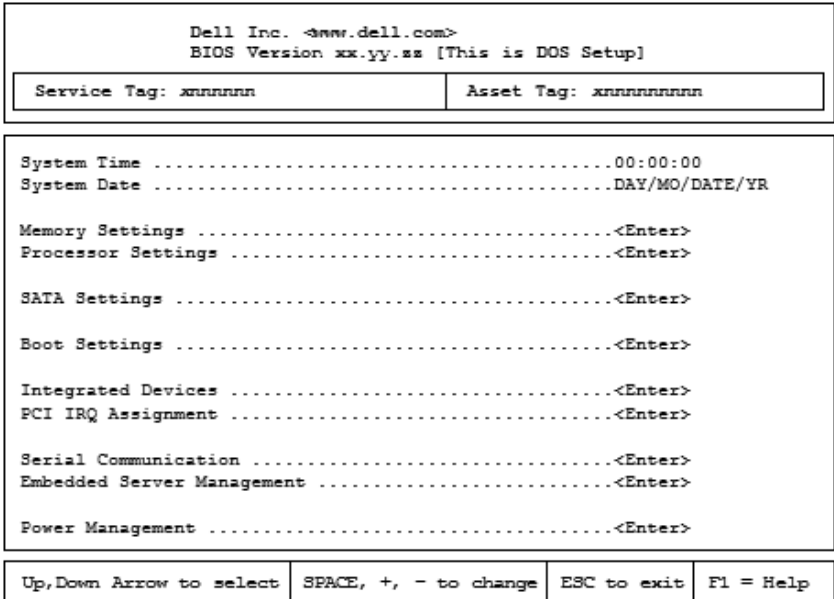 Dell Inc. <www.dell.com>
BIOS Version xx.yy.zz [This is DOS Setup]
Service Tag: xnnnnnn
Asset Tag: xnnnnnnnnnn
System Time ..........................................00:00:00
System Date ..........................................DAY/MO/DATE/YR
Memory Settings ......................................<Enter>
Processor Settings ...................................<Enter>
SATA Settings ........................................<Enter>
Boot Settings ........................................<Enter>
Integrated Devices ...................................<Enter>
PCI IRQ Assignment ...................................<Enter>
Serial Communication .................................<Enter>
Embedded Server Management ...........................<Enter>
Power Management .....................................<Enter>
Up,Down Arrow to select
SPACE, +, - to change
ESC to exit
F1 = Help